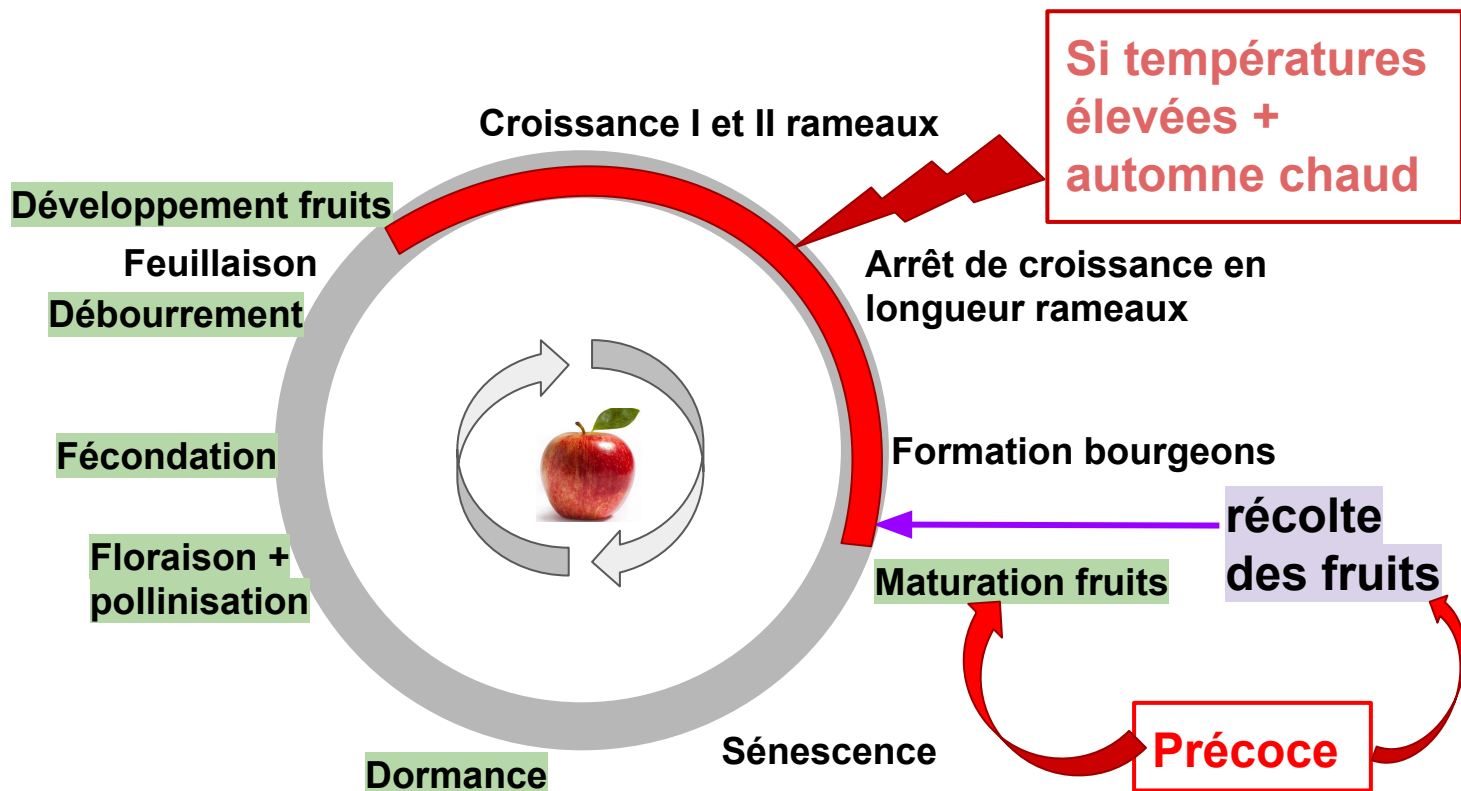 Si températures
élevées +
automne chaud
Croissance I et II rameaux
Développement fruits
Feuillaison
Débourrement
Arrêt de croissance en
longueur rameaux
Fécondation
Formation bourgeons
récolte
des fruits
Floraison +
pollinisation
Maturation fruits
Sénescence
Précoce
Dormance